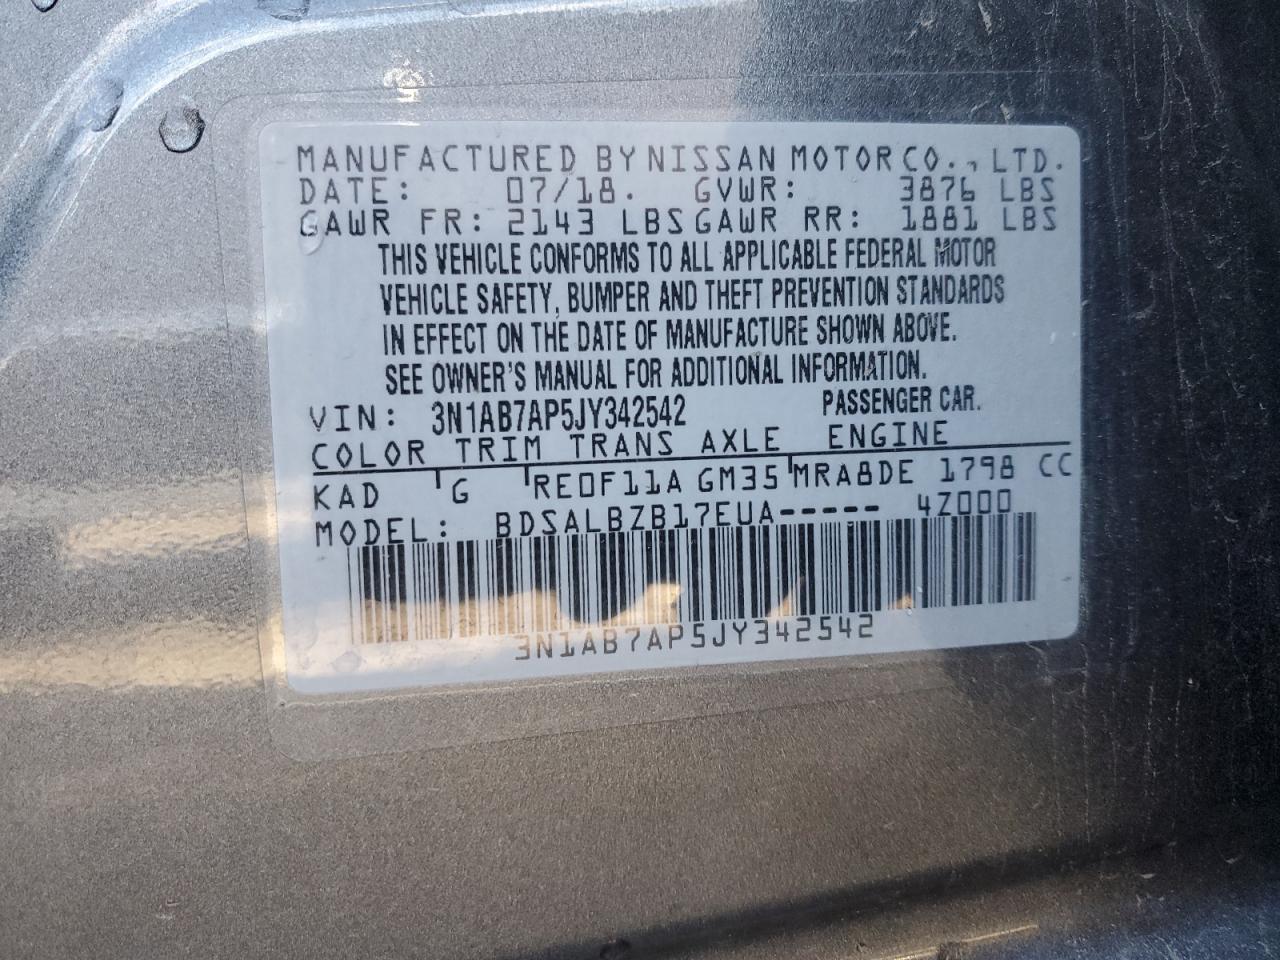 MANUFACTURED BY NISSAN MOTOR CO., LTD.
DATE: 07/18. GVWR: 3876 LBS
GAWR FR: 2143 LBS GAWR RR: 1881 LBS
THIS VEHICLE CONFORMS TO ALL APPLICABLE FEDERAL MOTOR
VEHICLE SAFETY, BUMPER AND THEFT PREVENTION STANDARDS
IN EFFECT ON THE DATE OF MANUFACTURE SHOWN ABOVE.
SEE OWNER'S MANUAL FOR ADDITIONAL INFORMATION.
VIN: 3N1AB7AP5JY342542 PASSENGER CAR.
COLOR TRIM TRANS AXLE ENGINE
KAD G RE0F11A GM35 MRA8DE 1798 CC
MODEL: BDSALBZB17EUA----- 4Z000
3N1AB7AP5JY342542